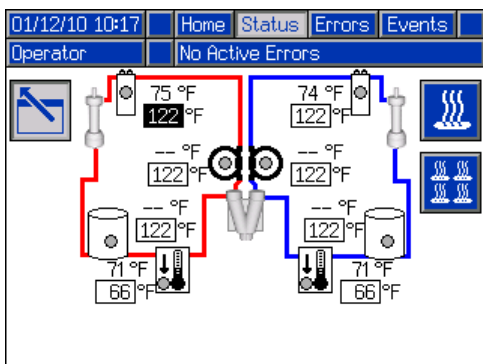 01/12/10 10:17 Home Status Errors Events
Operator No Active Errors
75 °F 74 °F
122 °F 122 °F
-- °F -- °F
122 °F 122 °F
-- °F -- °F
122 °F 122 °F
71 °F 71 °F
66 °F 66 °F